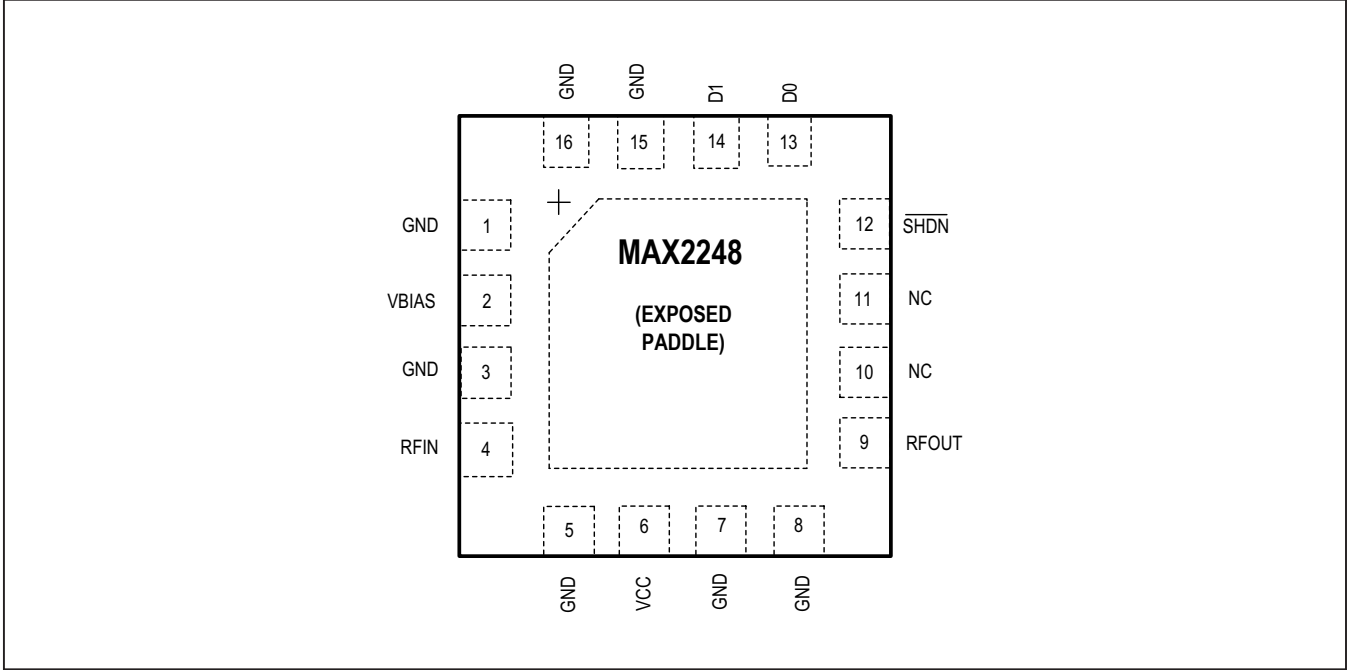 GND GND D1 D0
16 15 14 13
GND 1 12 SHDN
MAX2248
VBIAS 2 11 NC
(EXPOSED
PADDLE)
GND 3 10 NC
RFIN 4 9 RFOUT
5 6 7 8
GND VCC GND GND